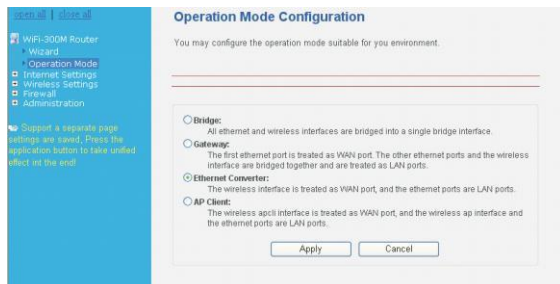 open all | close all
WiFi-300M Router
Wizard
Operation Mode
Internet Settings
Wireless Settings
Firewall
Administration
Support a separate page
settings are saved, Press the
application button to take unified
effect int the end!
Operation Mode Configuration
You may configure the operation mode suitable for you environment.
Bridge:
All ethernet and wireless interfaces are bridged into a single bridge interface.
Gateway:
The first ethernet port is treated as WAN port. The other ethernet ports and the wireless
interface are bridged together and are treated as LAN ports.
Ethernet Converter:
The wireless interface is treated as WAN port, and the ethernet ports are LAN ports.
AP Client:
The wireless apcli interface is treated as WAN port, and the wireless ap interface and
the ethernet ports are LAN ports.
Apply Cancel